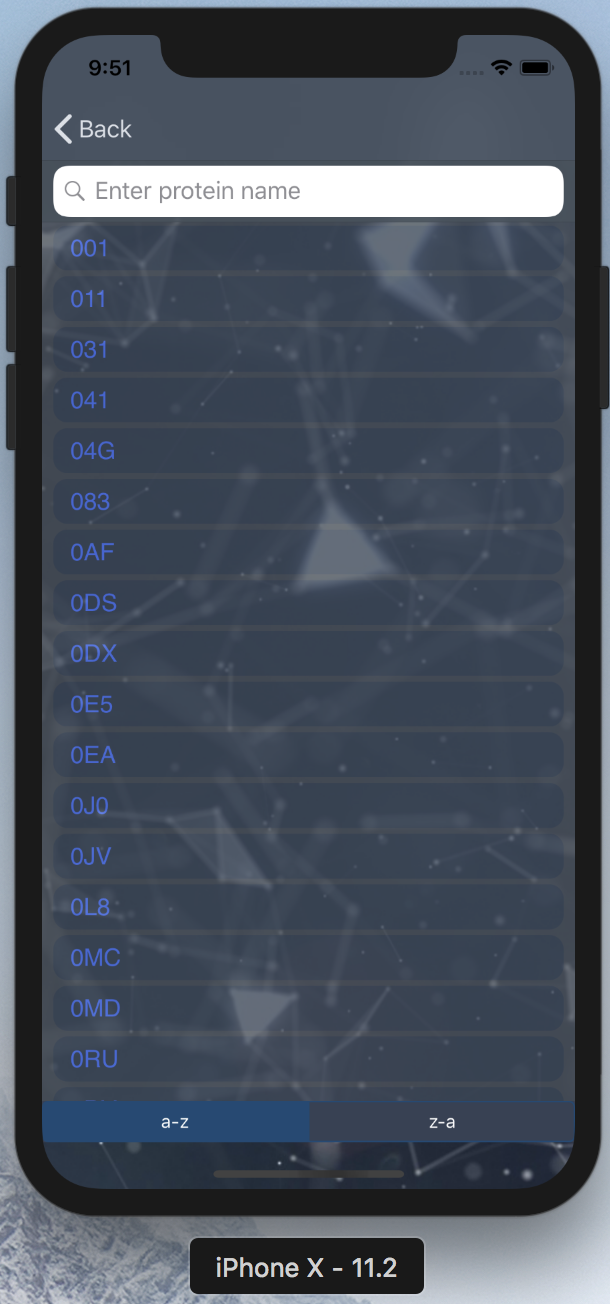 9:51
Back
Enter protein name
001
011
031
041
04G
083
0AF
0DS
0DX
0E5
0EA
0J0
0JV
0L8
0MC
0MD
0RU
a-z z-a
iPhone X - 11.2